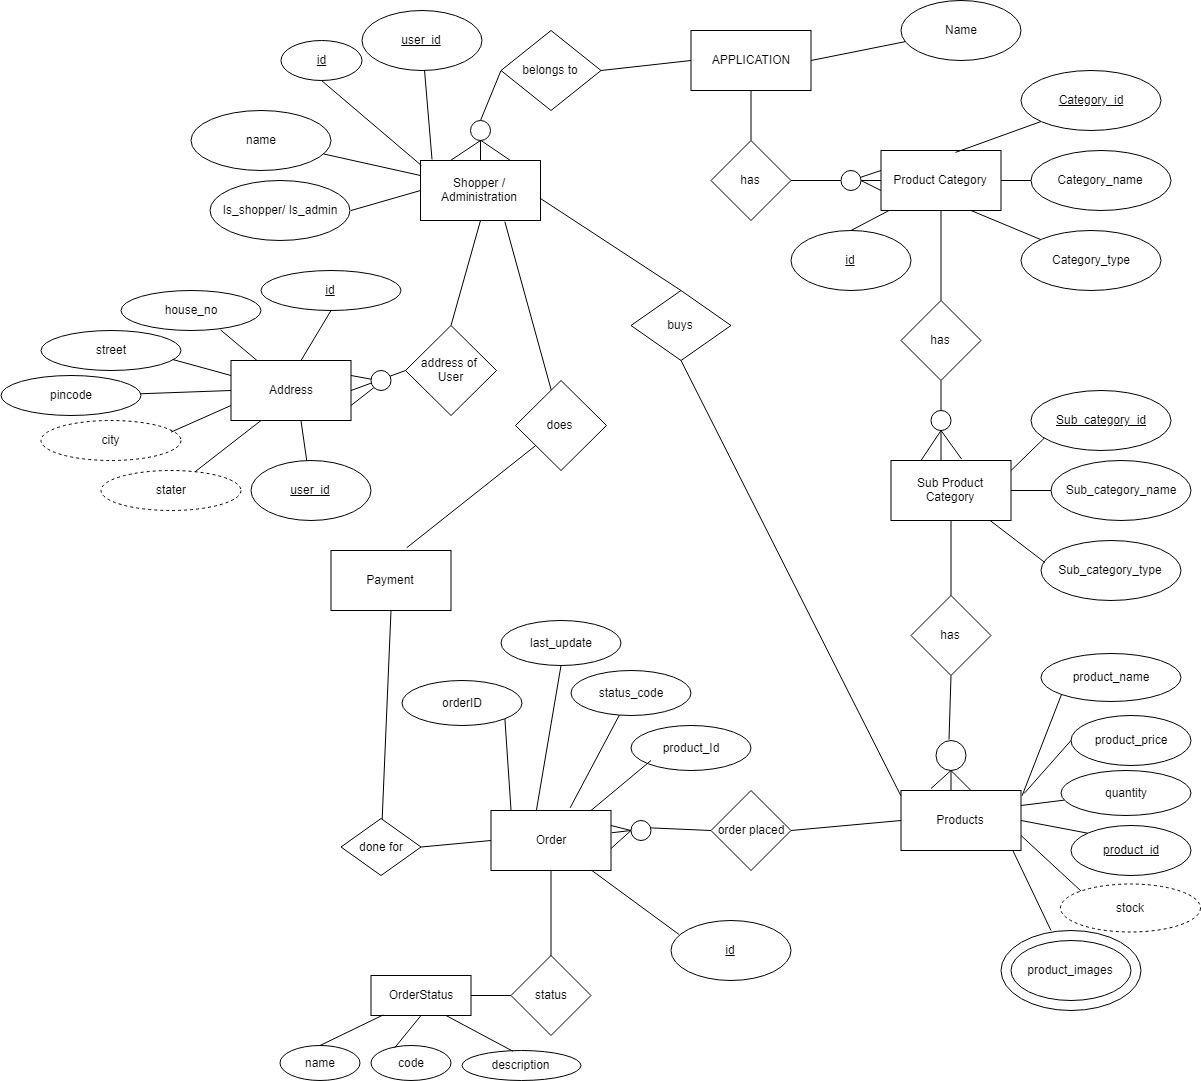 Name
user_id
id
belongs to
APPLICATION
Category_id
name
Shopper /
Administration
has
Product Category
Category_name
Is_shopper/ Is_admin
id
Category_type
id
house_no
buys
has
street
address of
User
Address
pincode
does
Sub_category_id
city
stater
user_id
Sub Product
Category
Sub_category_name
Payment
Sub_category_type
last_update
has
status_code
product_name
orderID
product_Id
product_price
quantity
done for
Order
order placed
Products
product_id
stock
id
product_images
OrderStatus
status
name
code
description